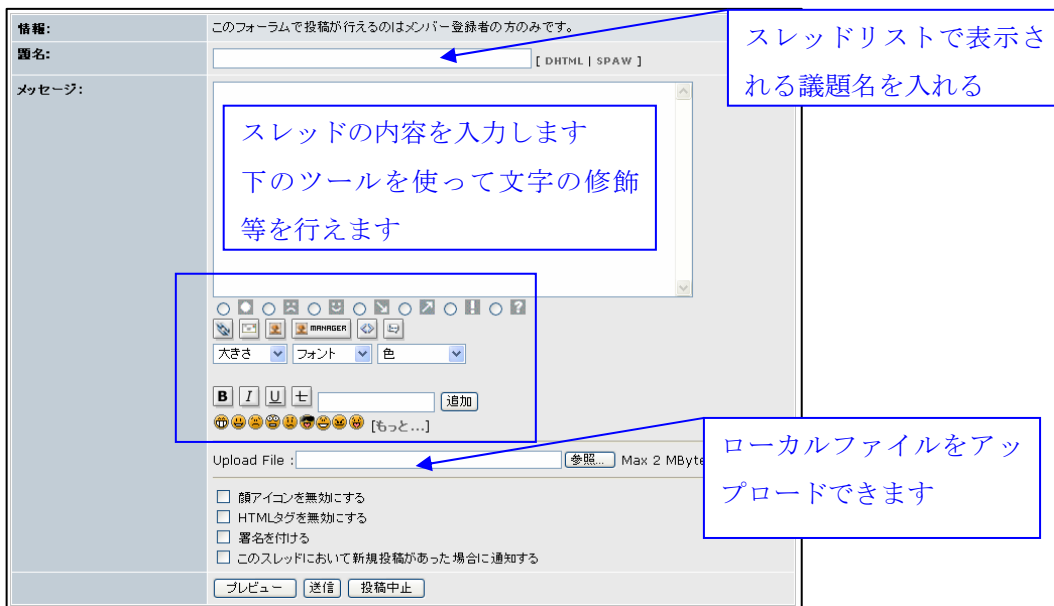 情報:
このフォーラムで投稿が行えるのはメンバー登録者の方のみです。
題名:
[ DHTML | SPAW ]
スレッドリストで表示さ
れる議題名を入れる
メッセージ:
スレッドの内容を入力します
下のツールを使って文字の修飾
等を行えます
MANAGER
大きさ フォント 色
B I U 七 追加
[もっと...]
Upload File : 参照... Max 2 MByte
ローカルファイルをアッ
プロードできます
顔アイコンを無効にする
HTMLタグを無効にする
署名を付ける
このスレッドにおいて新規投稿があった場合に通知する
プレビュー 送信 投稿中止